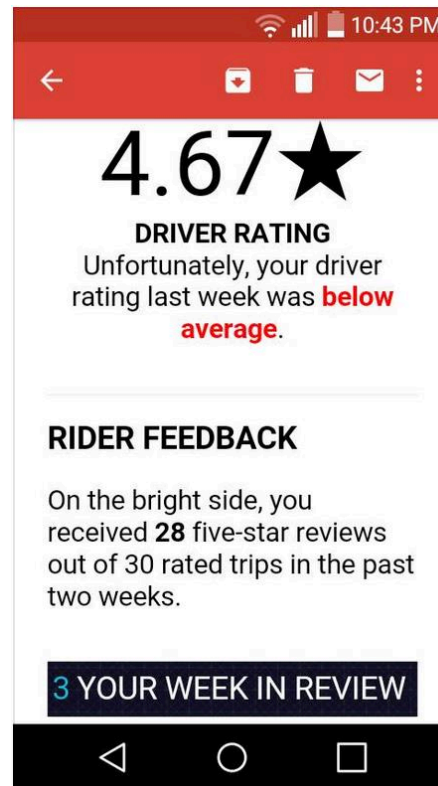 10:43 PM
4.67★
DRIVER RATING
Unfortunately, your driver
rating last week was below
average.
RIDER FEEDBACK
On the bright side, you
received 28 five-star reviews
out of 30 rated trips in the past
two weeks.
3 YOUR WEEK IN REVIEW